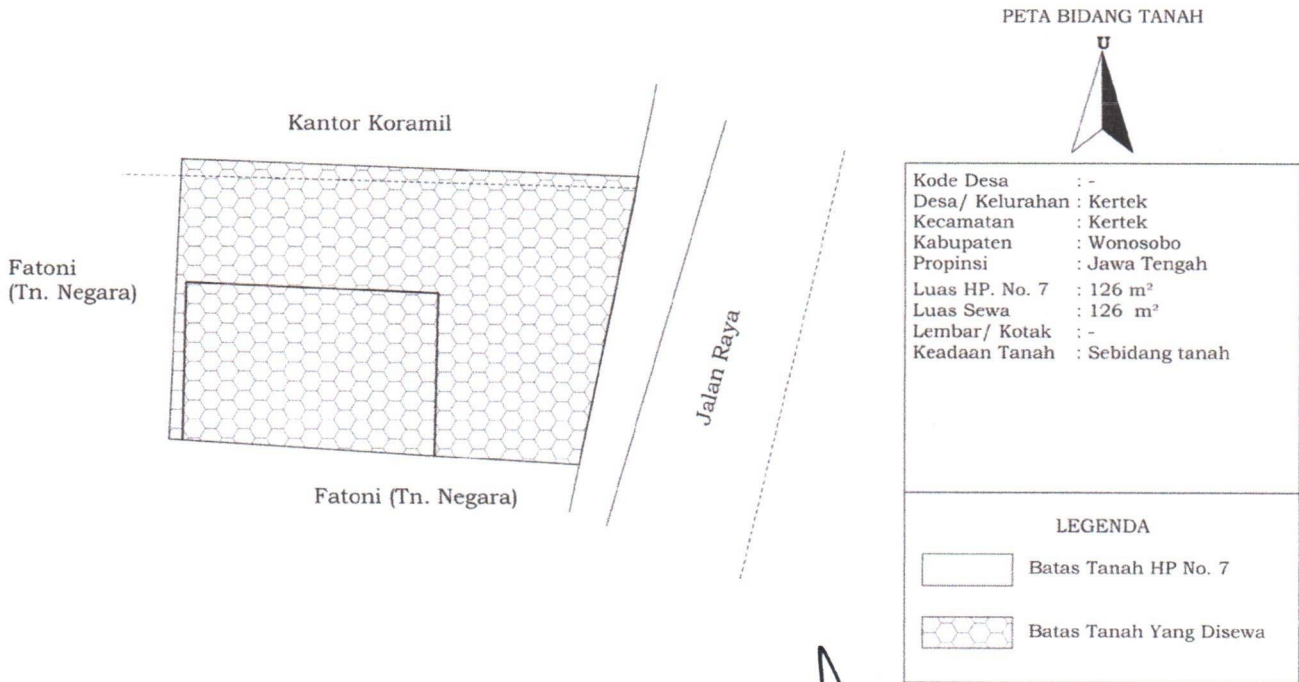 PETA BIDANG TANAH
U
Kantor Koramil
Fatoni
(Tn. Negara)
Jalan Raya
Fatoni (Tn. Negara)
Kode Desa : -
Desa/ Kelurahan : Kertek
Kecamatan : Kertek
Kabupaten : Wonosobo
Propinsi : Jawa Tengah
Luas HP. No. 7 : 126 m²
Luas Sewa : 126 m²
Lembar/ Kotak : -
Keadaan Tanah : Sebidang tanah
LEGENDA
Batas Tanah HP No. 7
Batas Tanah Yang Disewa